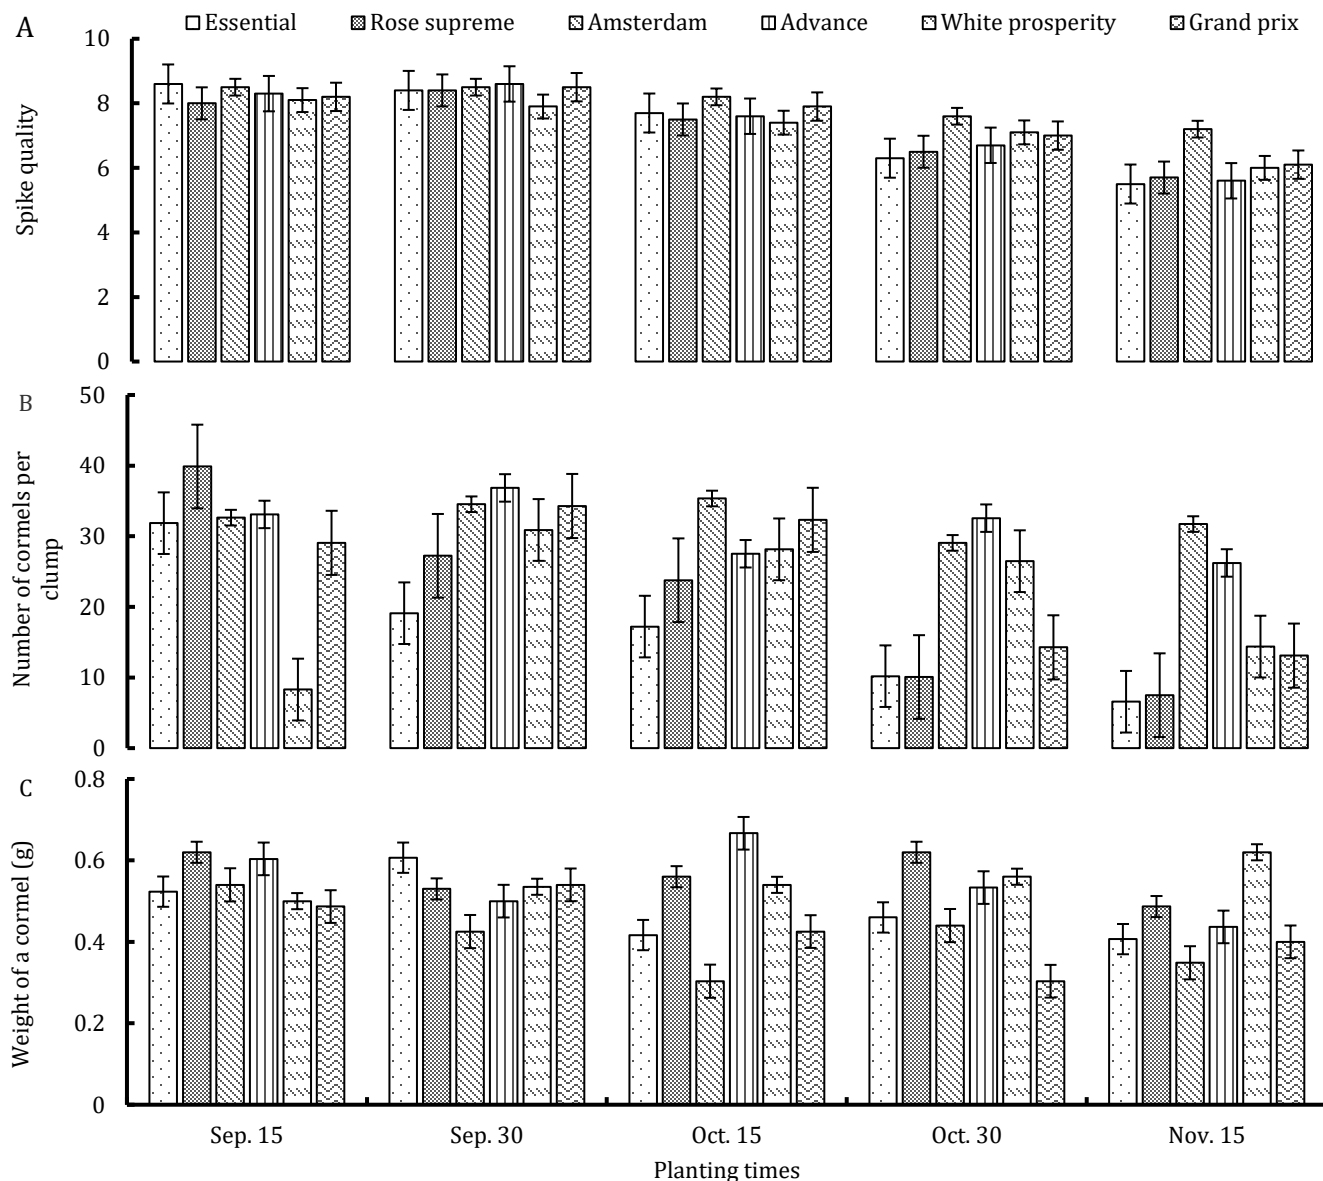 A
Essential Rose supreme Amsterdam Advance White prosperity Grand prix
10
8
6
4
2
0
Spike quality
B
50
40
30
20
10
0
Number of cormels per
clump
C
0.8
0.6
0.4
0.2
0
Weight of a cormel (g)
Sep. 15 Sep. 30 Oct. 15 Oct. 30 Nov. 15
Planting times